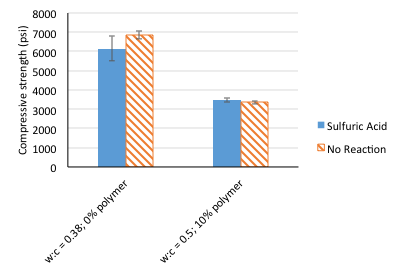 Compressive strength (psi)
8000
7000
6000
5000
4000
3000
2000
1000
0
w:c = 0.38; 0% polymer
w:c = 0.5; 10% polymer
Sulfuric Acid
No Reaction